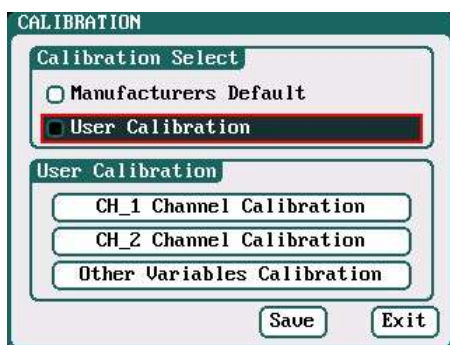 CALIBRATION
Calibration Select
Manufacturers Default
User Calibration
User Calibration
CH_1 Channel Calibration
CH_2 Channel Calibration
Other Variables Calibration
Save Exit